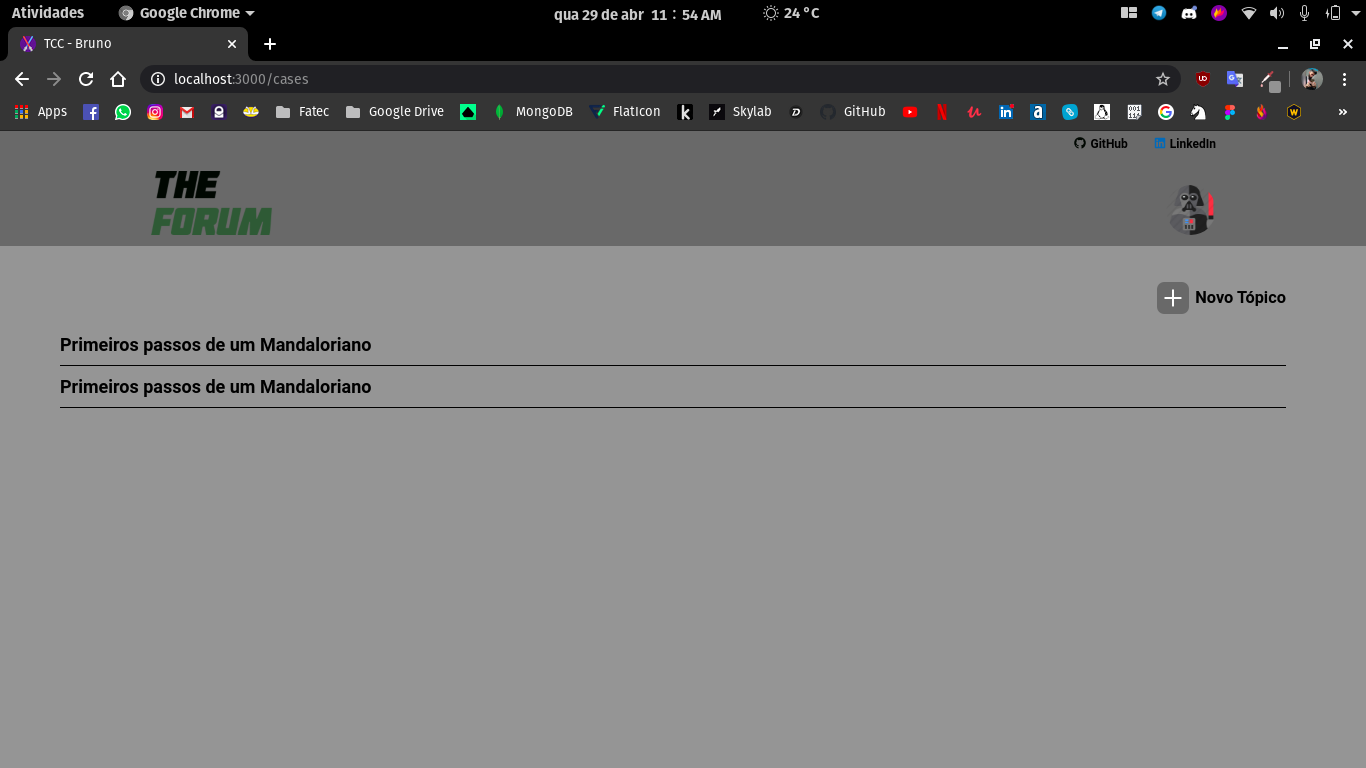 Atividades Google Chrome qua 29 de abr 11 : 54 AM 24 °C
TCC - Bruno
localhost:3000/cases
Apps Fatec Google Drive MongoDB FlatIcon Skylab GitHub
GitHub LinkedIn
THE
FORUM
Novo Tópico
Primeiros passos de um Mandaloriano
Primeiros passos de um Mandaloriano